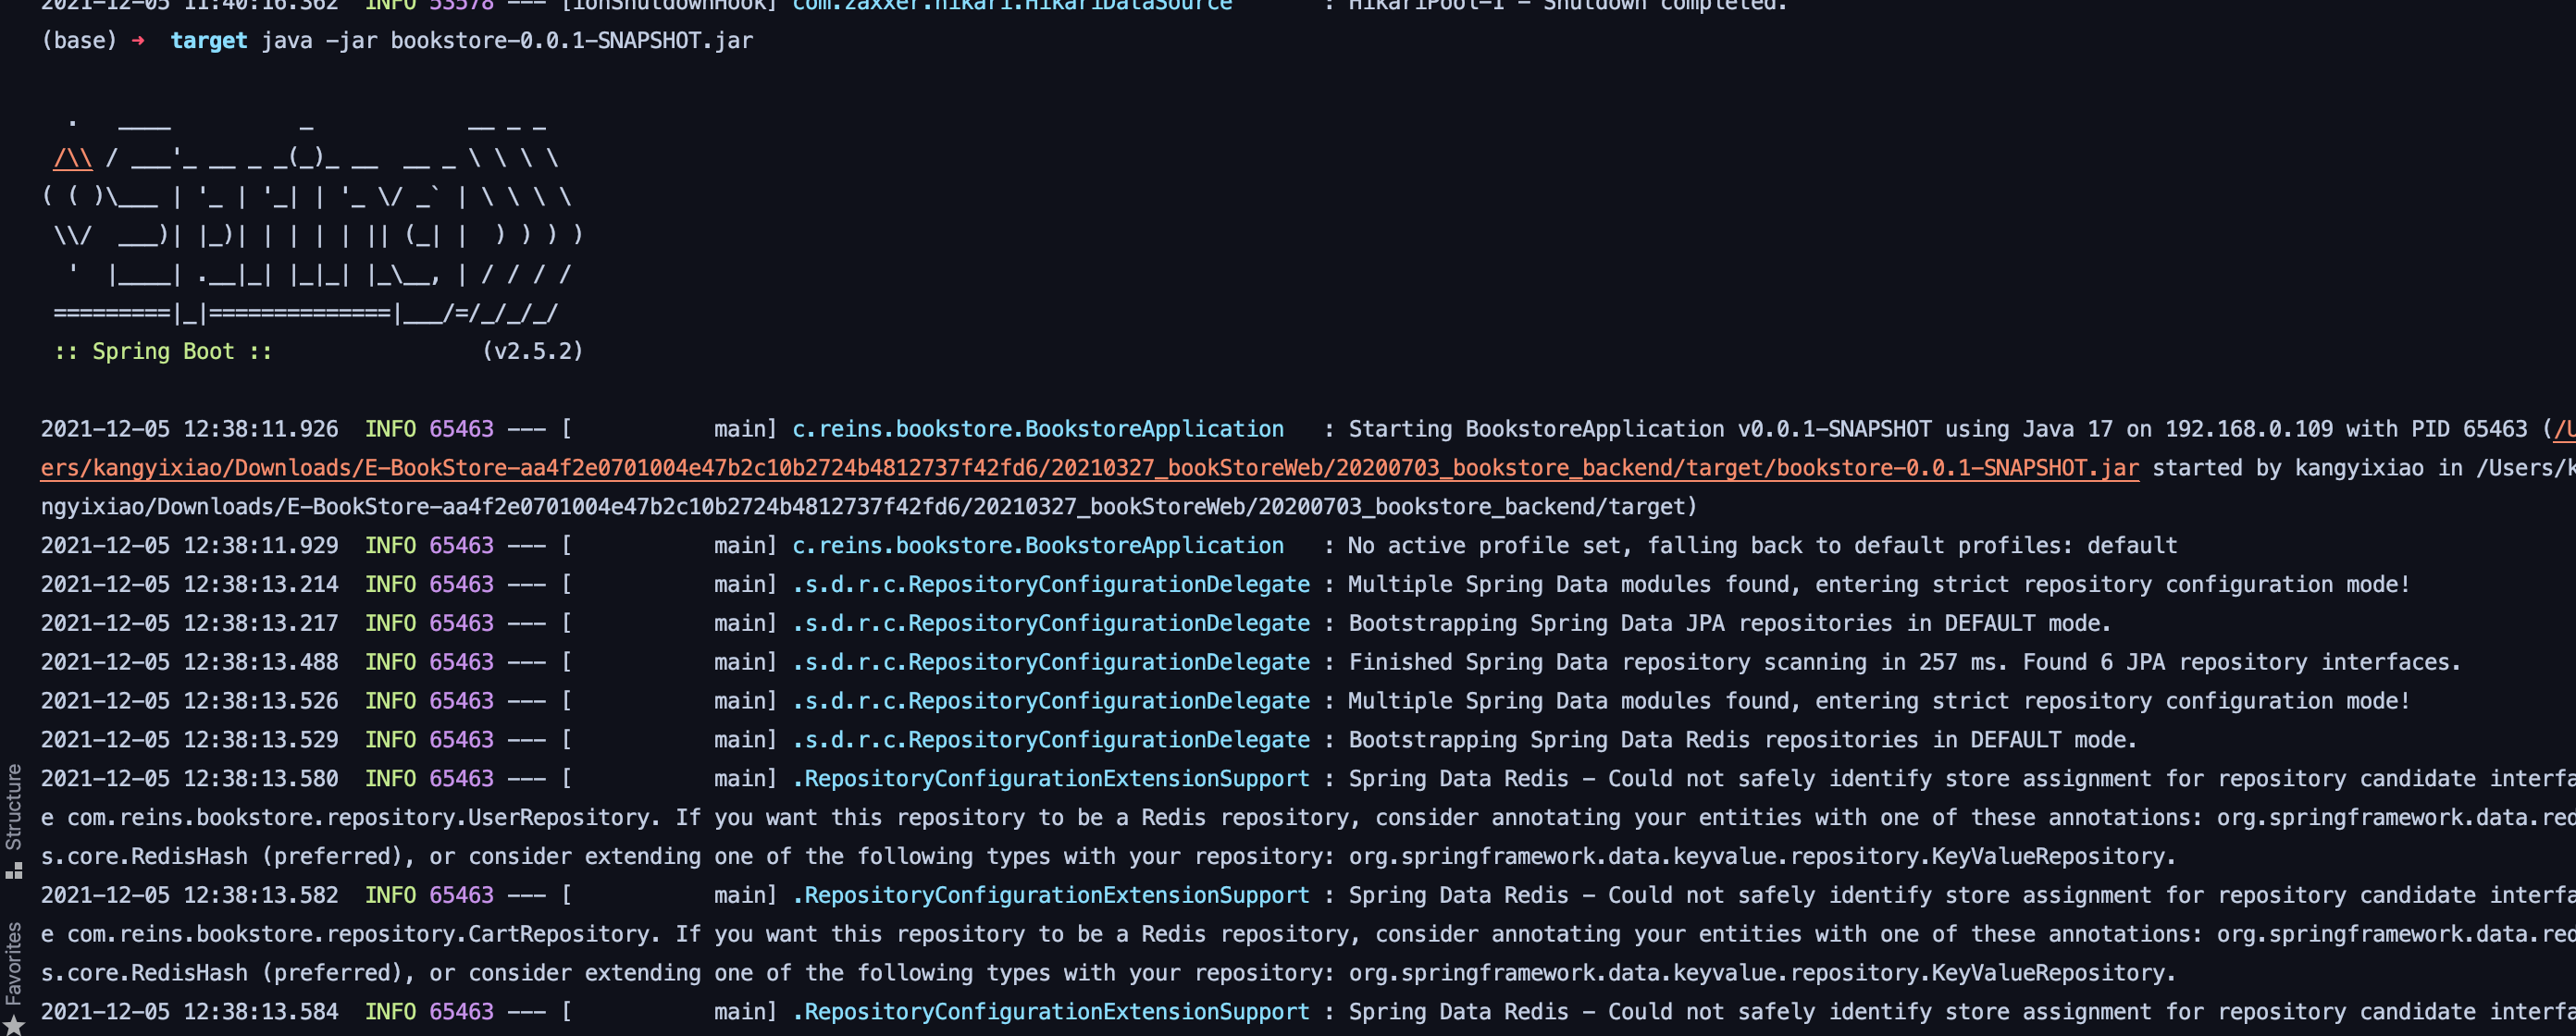 2021-12-05 11:40:16.362  INFO 53578 --- [ionShutdownHook] com.zaxxer.hikari.HikariDataSource       : HikariPool-1 - Shutdown completed.
(base) ➜  target java -jar bookstore-0.0.1-SNAPSHOT.jar
  .   ____          _            __ _ _
 /\\ / ___'_ __ _ _(_)_ __  __ _ \ \ \ \
( ( )\___ | '_ | '_| | '_ \/ _` | \ \ \ \
 \\/  ___)| |_)| | | | | || (_| |  ) ) ) )
  '  |____| .__|_| |_|_| |_\__, | / / / /
 =========|_|==============|___/=/_/_/_/
 :: Spring Boot ::                (v2.5.2)
2021-12-05 12:38:11.926  INFO 65463 --- [           main] c.reins.bookstore.BookstoreApplication   : Starting BookstoreApplication v0.0.1-SNAPSHOT using Java 17 on 192.168.0.109 with PID 65463 (/U
ers/kangyixiao/Downloads/E-BookStore-aa4f2e0701004e47b2c10b2724b4812737f42fd6/20210327_bookStoreWeb/20200703_bookstore_backend/target/bookstore-0.0.1-SNAPSHOT.jar started by kangyixiao in /Users/k
ngyixiao/Downloads/E-BookStore-aa4f2e0701004e47b2c10b2724b4812737f42fd6/20210327_bookStoreWeb/20200703_bookstore_backend/target)
2021-12-05 12:38:11.929  INFO 65463 --- [           main] c.reins.bookstore.BookstoreApplication   : No active profile set, falling back to default profiles: default
2021-12-05 12:38:13.214  INFO 65463 --- [           main] .s.d.r.c.RepositoryConfigurationDelegate : Multiple Spring Data modules found, entering strict repository configuration mode!
2021-12-05 12:38:13.217  INFO 65463 --- [           main] .s.d.r.c.RepositoryConfigurationDelegate : Bootstrapping Spring Data JPA repositories in DEFAULT mode.
2021-12-05 12:38:13.488  INFO 65463 --- [           main] .s.d.r.c.RepositoryConfigurationDelegate : Finished Spring Data repository scanning in 257 ms. Found 6 JPA repository interfaces.
2021-12-05 12:38:13.526  INFO 65463 --- [           main] .s.d.r.c.RepositoryConfigurationDelegate : Multiple Spring Data modules found, entering strict repository configuration mode!
2021-12-05 12:38:13.529  INFO 65463 --- [           main] .s.d.r.c.RepositoryConfigurationDelegate : Bootstrapping Spring Data Redis repositories in DEFAULT mode.
2021-12-05 12:38:13.580  INFO 65463 --- [           main] .RepositoryConfigurationExtensionSupport : Spring Data Redis - Could not safely identify store assignment for repository candidate interfa
e com.reins.bookstore.repository.UserRepository. If you want this repository to be a Redis repository, consider annotating your entities with one of these annotations: org.springframework.data.red
s.core.RedisHash (preferred), or consider extending one of the following types with your repository: org.springframework.data.keyvalue.repository.KeyValueRepository.
2021-12-05 12:38:13.582  INFO 65463 --- [           main] .RepositoryConfigurationExtensionSupport : Spring Data Redis - Could not safely identify store assignment for repository candidate interfa
e com.reins.bookstore.repository.CartRepository. If you want this repository to be a Redis repository, consider annotating your entities with one of these annotations: org.springframework.data.red
s.core.RedisHash (preferred), or consider extending one of the following types with your repository: org.springframework.data.keyvalue.repository.KeyValueRepository.
2021-12-05 12:38:13.584  INFO 65463 --- [           main] .RepositoryConfigurationExtensionSupport : Spring Data Redis - Could not safely identify store assignment for repository candidate interfa
Structure
Favorites